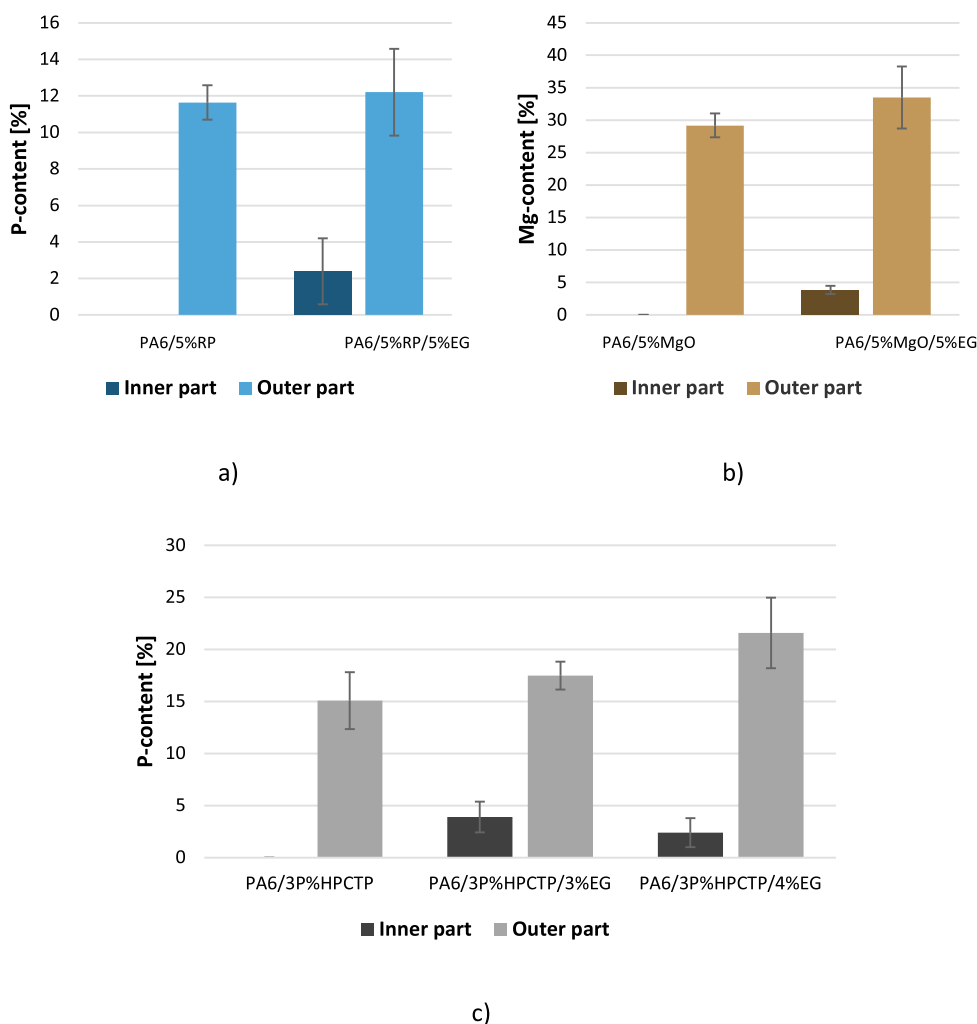 P-content [%]
16
14
12
10
8
6
4
2
0
PA6/5%RP
PA6/5%RP/5%EG
Inner part
Outer part
a)
Mg-content [%]
45
40
35
30
25
20
15
10
5
0
PA6/5%MgO
PA6/5%MgO/5%EG
Inner part
Outer part
b)
P-content [%]
30
25
20
15
10
5
0
PA6/3P%HPCTP
PA6/3P%HPCTP/3%EG
PA6/3P%HPCTP/4%EG
Inner part
Outer part
c)